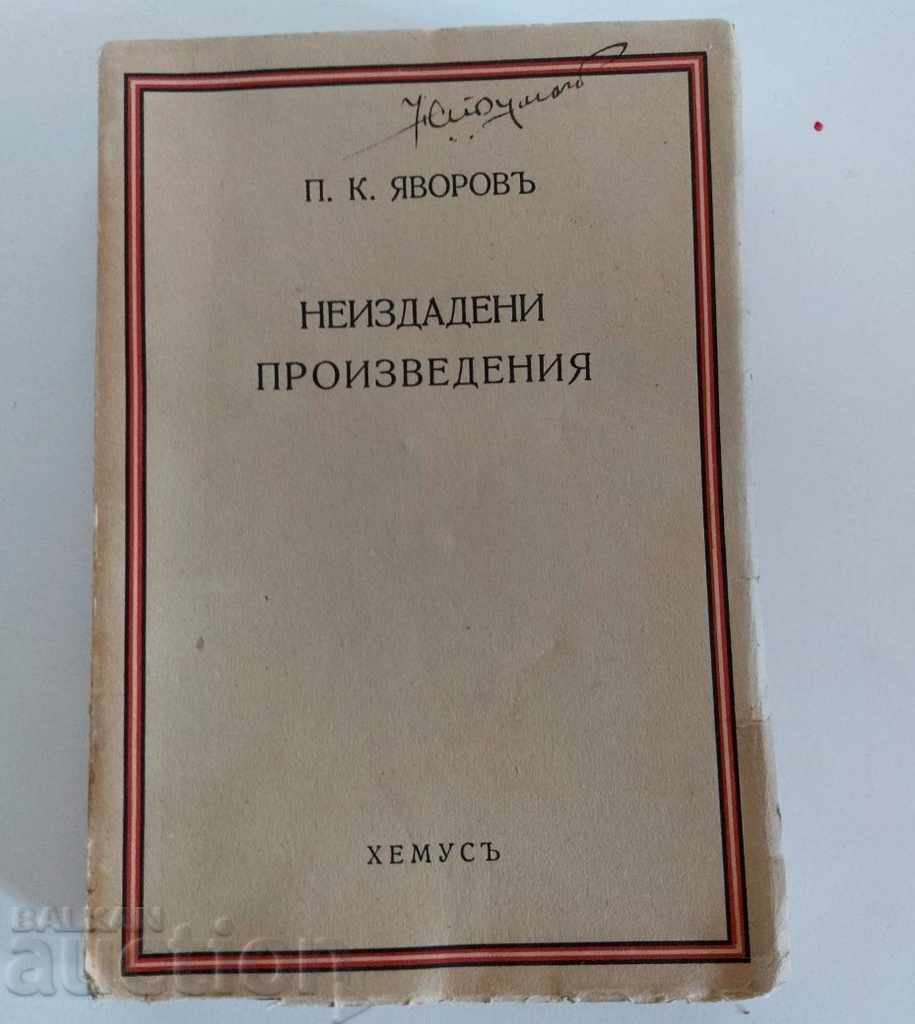 П. К. ЯВОРОВЪ
НЕИЗДАДЕНИ
ПРОИЗВЕДЕНИЯ
ХЕМУСЪ
BALKAN
auction